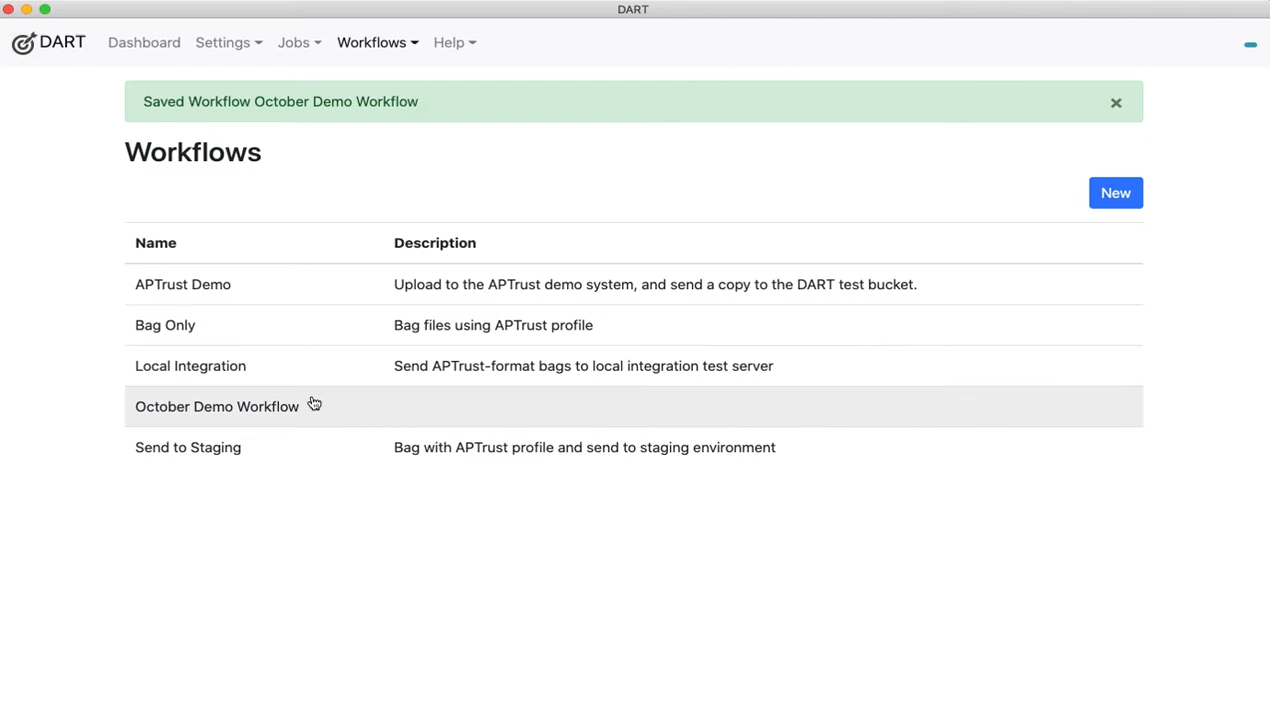 DART
DART Dashboard Settings Jobs Workflows Help
Saved Workflow October Demo Workflow
Workflows
New
Name Description
APTrust Demo Upload to the APTrust demo system, and send a copy to the DART test bucket.
Bag Only Bag files using APTrust profile
Local Integration Send APTrust-format bags to local integration test server
October Demo Workflow
Send to Staging Bag with APTrust profile and send to staging environment